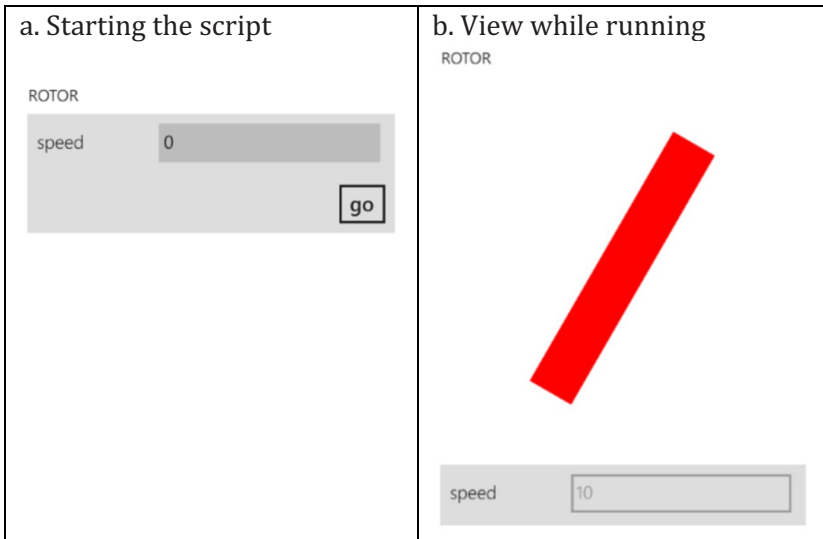 a. Starting the script
ROTOR
speed 0
go
b. View while running
ROTOR
speed 10